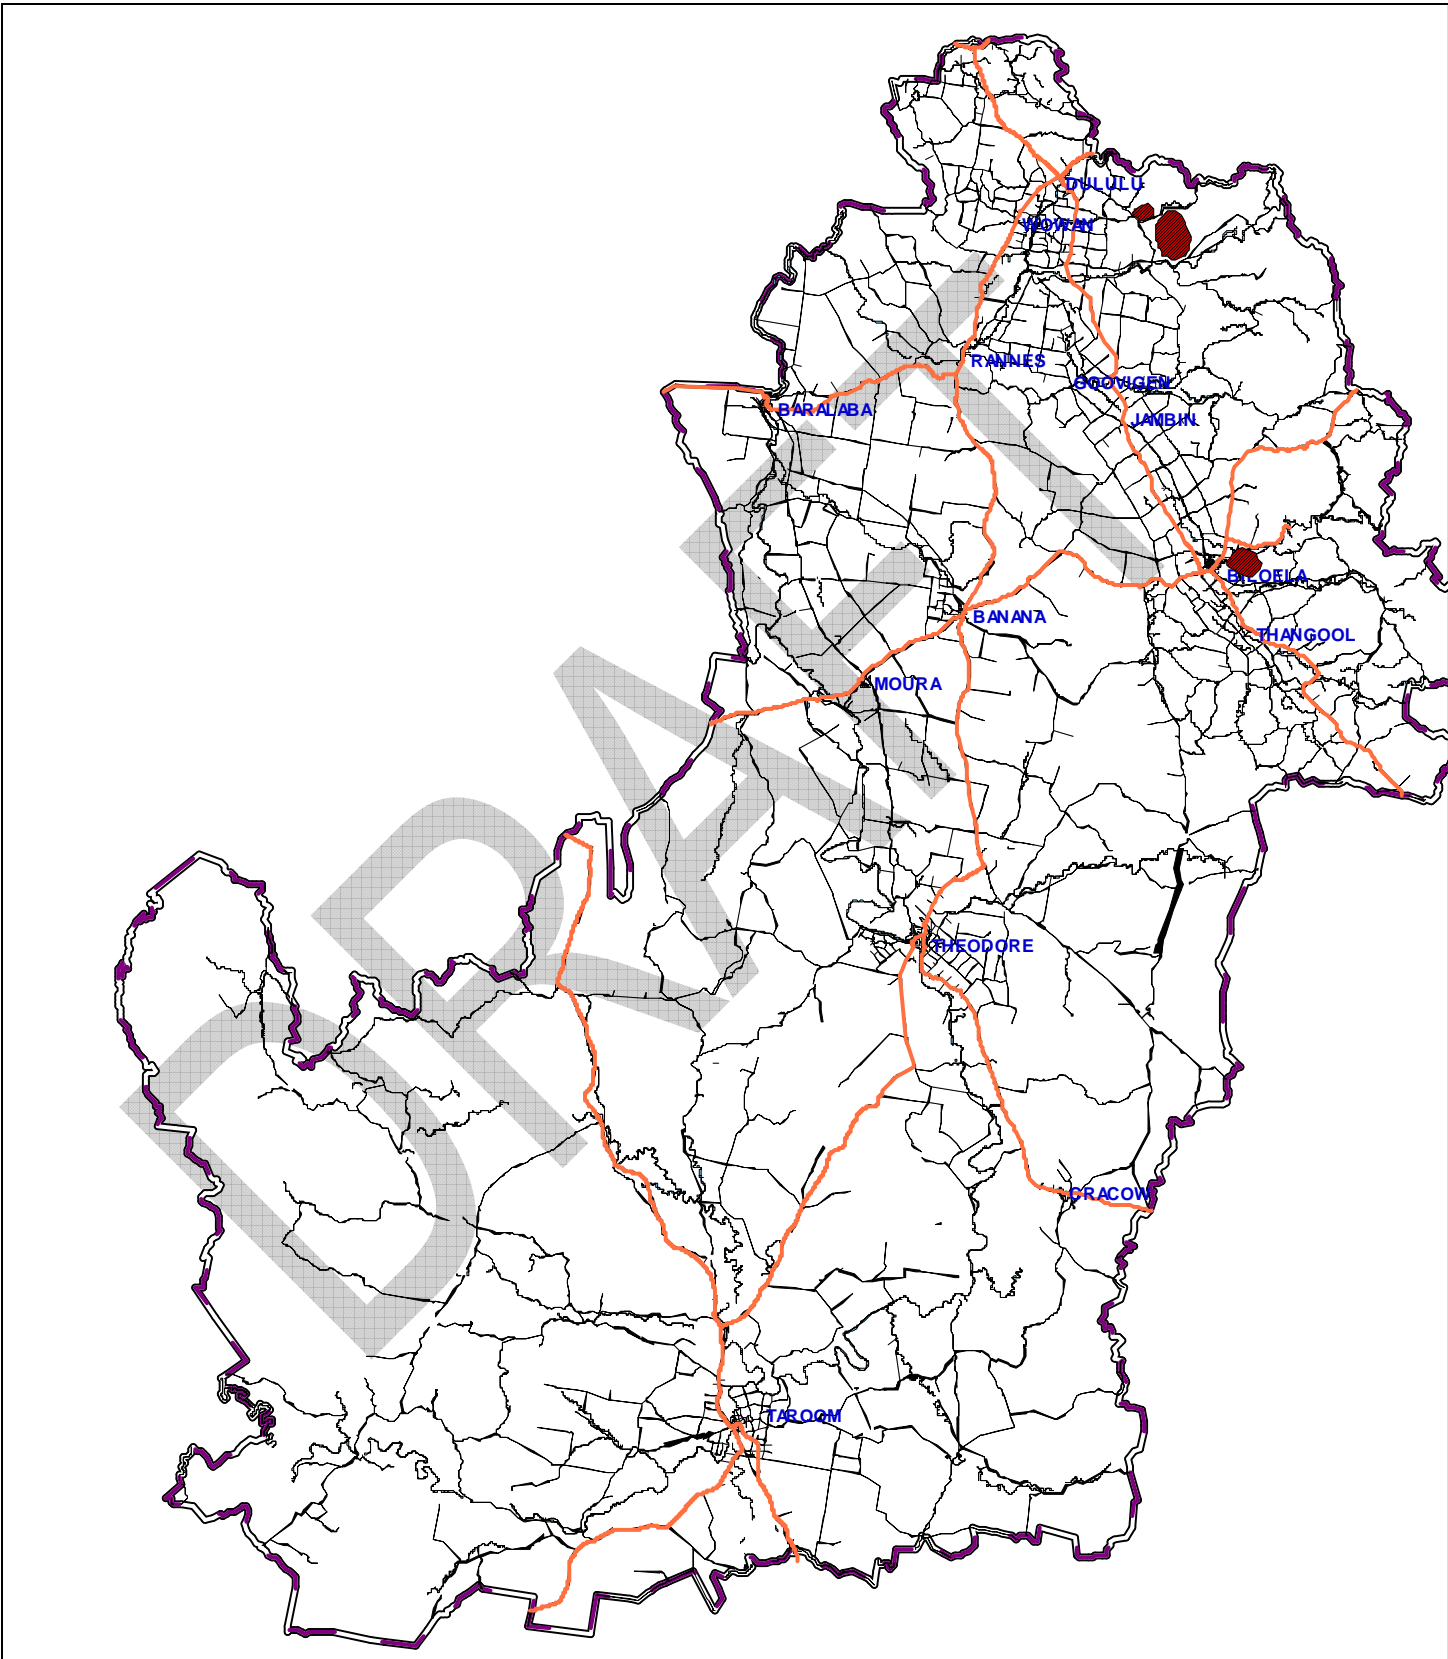 DULULU
WOWAN
RANNES
GOOVIGEN
BARALABA
JAMBIN
BILOELA
BANANA
THANGOOL
MOURA
THEODORE
CRACOW
TAROOM
DRAFT